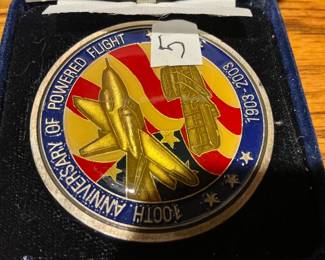 100TH ANNIVERSARY OF POWERED FLIGHT
1903-2003
5